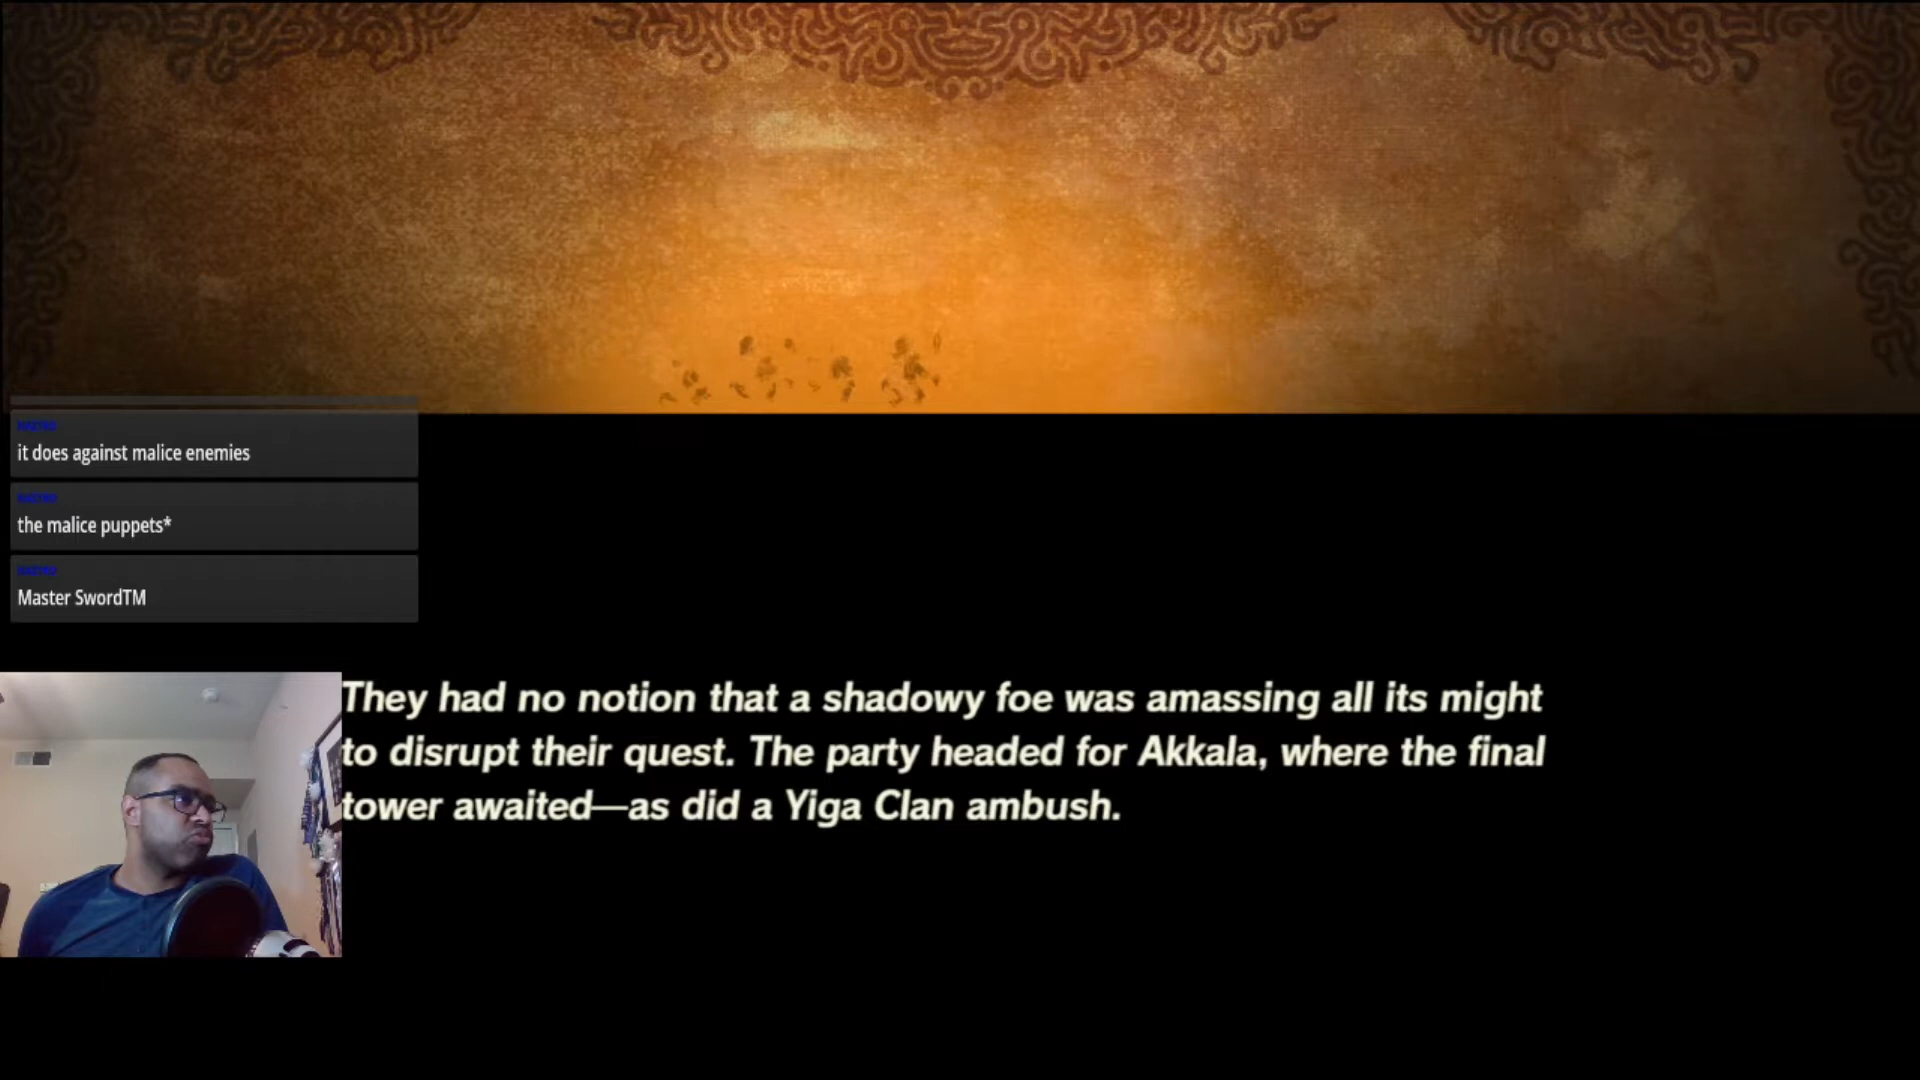 it does against malice enemies
the malice puppets*
Master SwordTM
They had no notion that a shadowy foe was amassing all its might
to disrupt their quest. The party headed for Akkala, where the final
tower awaited—as did a Yiga Clan ambush.